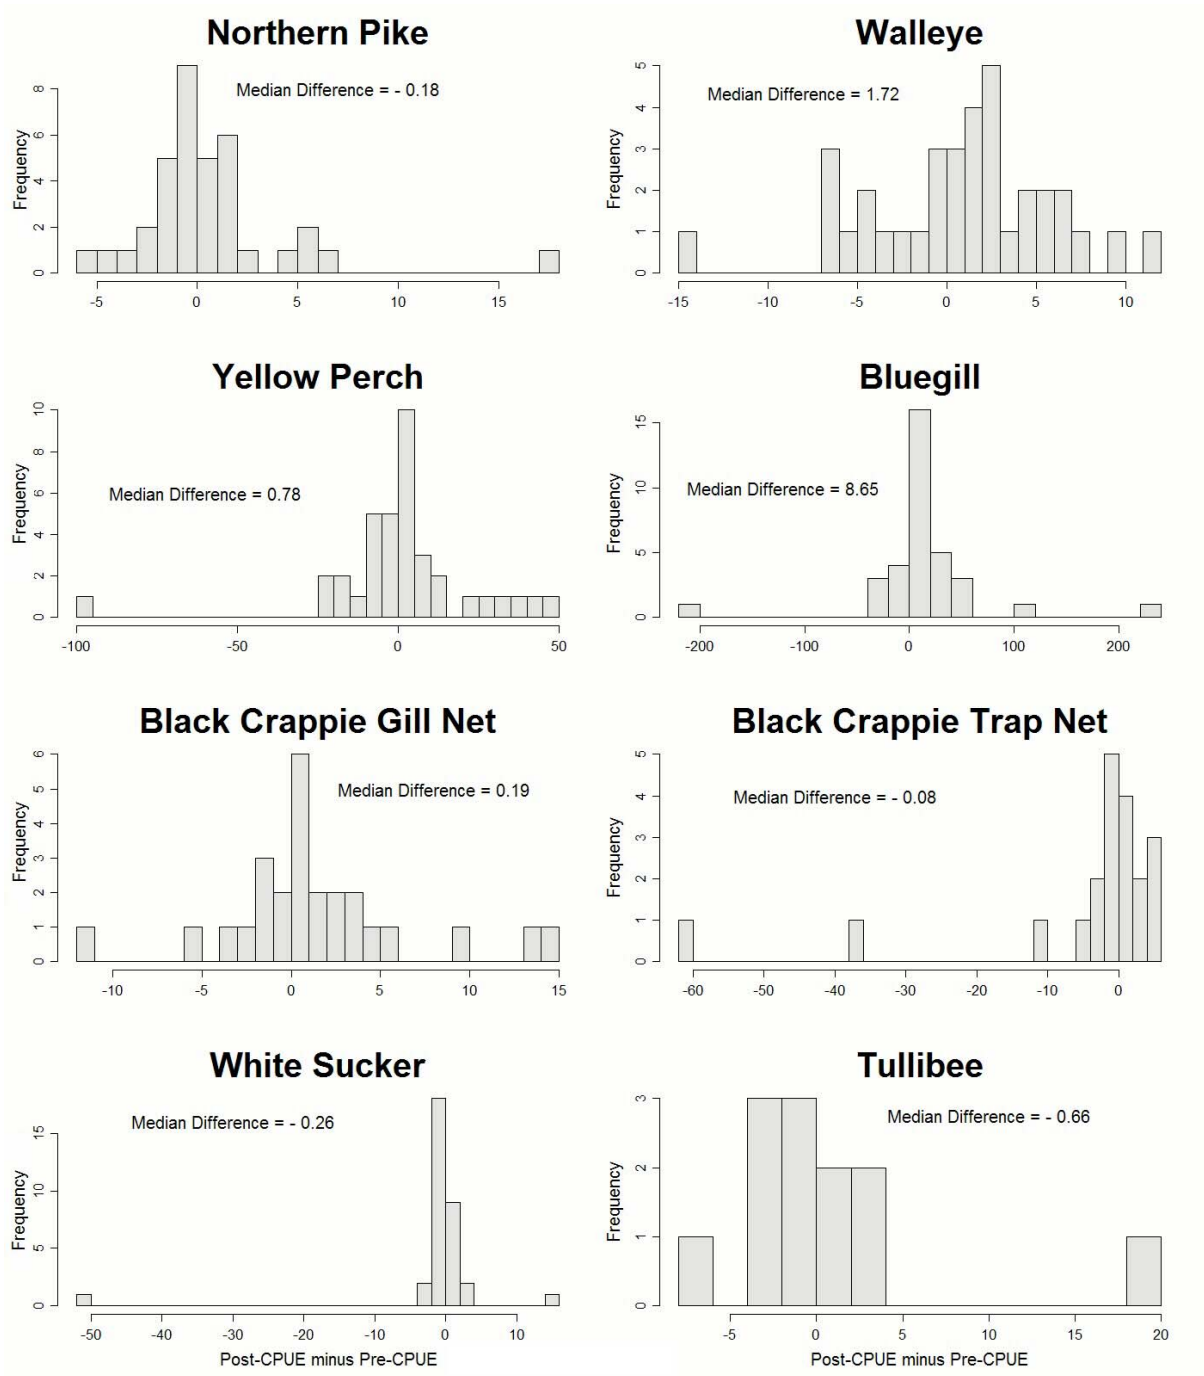 Northern Pike
Median Difference = - 0.18
Frequency
0 2 4 6 8
-5 0 5 10 15
Walleye
Median Difference = 1.72
Frequency
0 1 2 3 4 5
-15 -10 -5 0 5 10
Yellow Perch
Median Difference = 0.78
Frequency
0 2 4 6 8 10
-100 -50 0 50
Bluegill
Median Difference = 8.65
Frequency
0 5 10 15
-200 -100 0 100 200
Black Crappie Gill Net
Median Difference = 0.19
Frequency
0 1 2 3 4 5 6
-10 -5 0 5 10 15
Black Crappie Trap Net
Median Difference = - 0.08
Frequency
0 1 2 3 4 5
-60 -50 -40 -30 -20 -10 0
White Sucker
Median Difference = - 0.26
Frequency
0 5 10 15
-50 -40 -30 -20 -10 0 10
Post-CPUE minus Pre-CPUE
Tullibee
Median Difference = - 0.66
Frequency
0 1 2 3
-5 0 5 10 15 20
Post-CPUE minus Pre-CPUE